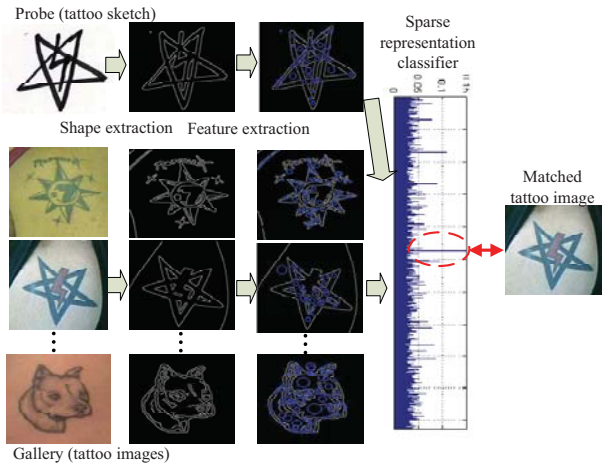 Probe (tattoo sketch)
Sparse
representation
classifier
Shape extraction
Feature extraction
0
0.05
0.1
Matched
tattoo image
Gallery (tattoo images)